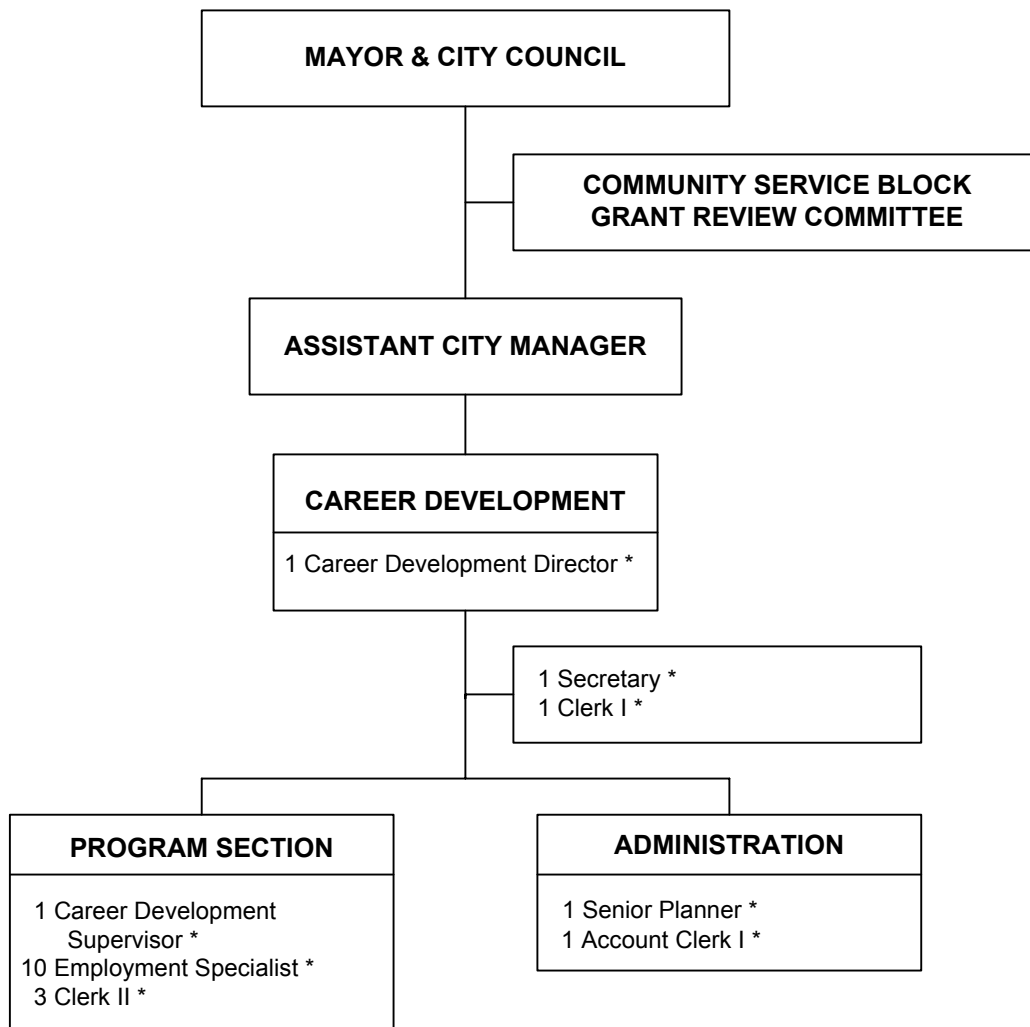 MAYOR & CITY COUNCIL
COMMUNITY SERVICE BLOCK
GRANT REVIEW COMMITTEE
ASSISTANT CITY MANAGER
CAREER DEVELOPMENT
1 Career Development Director *
1 Secretary *
1 Clerk I *
PROGRAM SECTION
1 Career Development
Supervisor *
10 Employment Specialist *
3 Clerk II *
ADMINISTRATION
1 Senior Planner *
1 Account Clerk I *